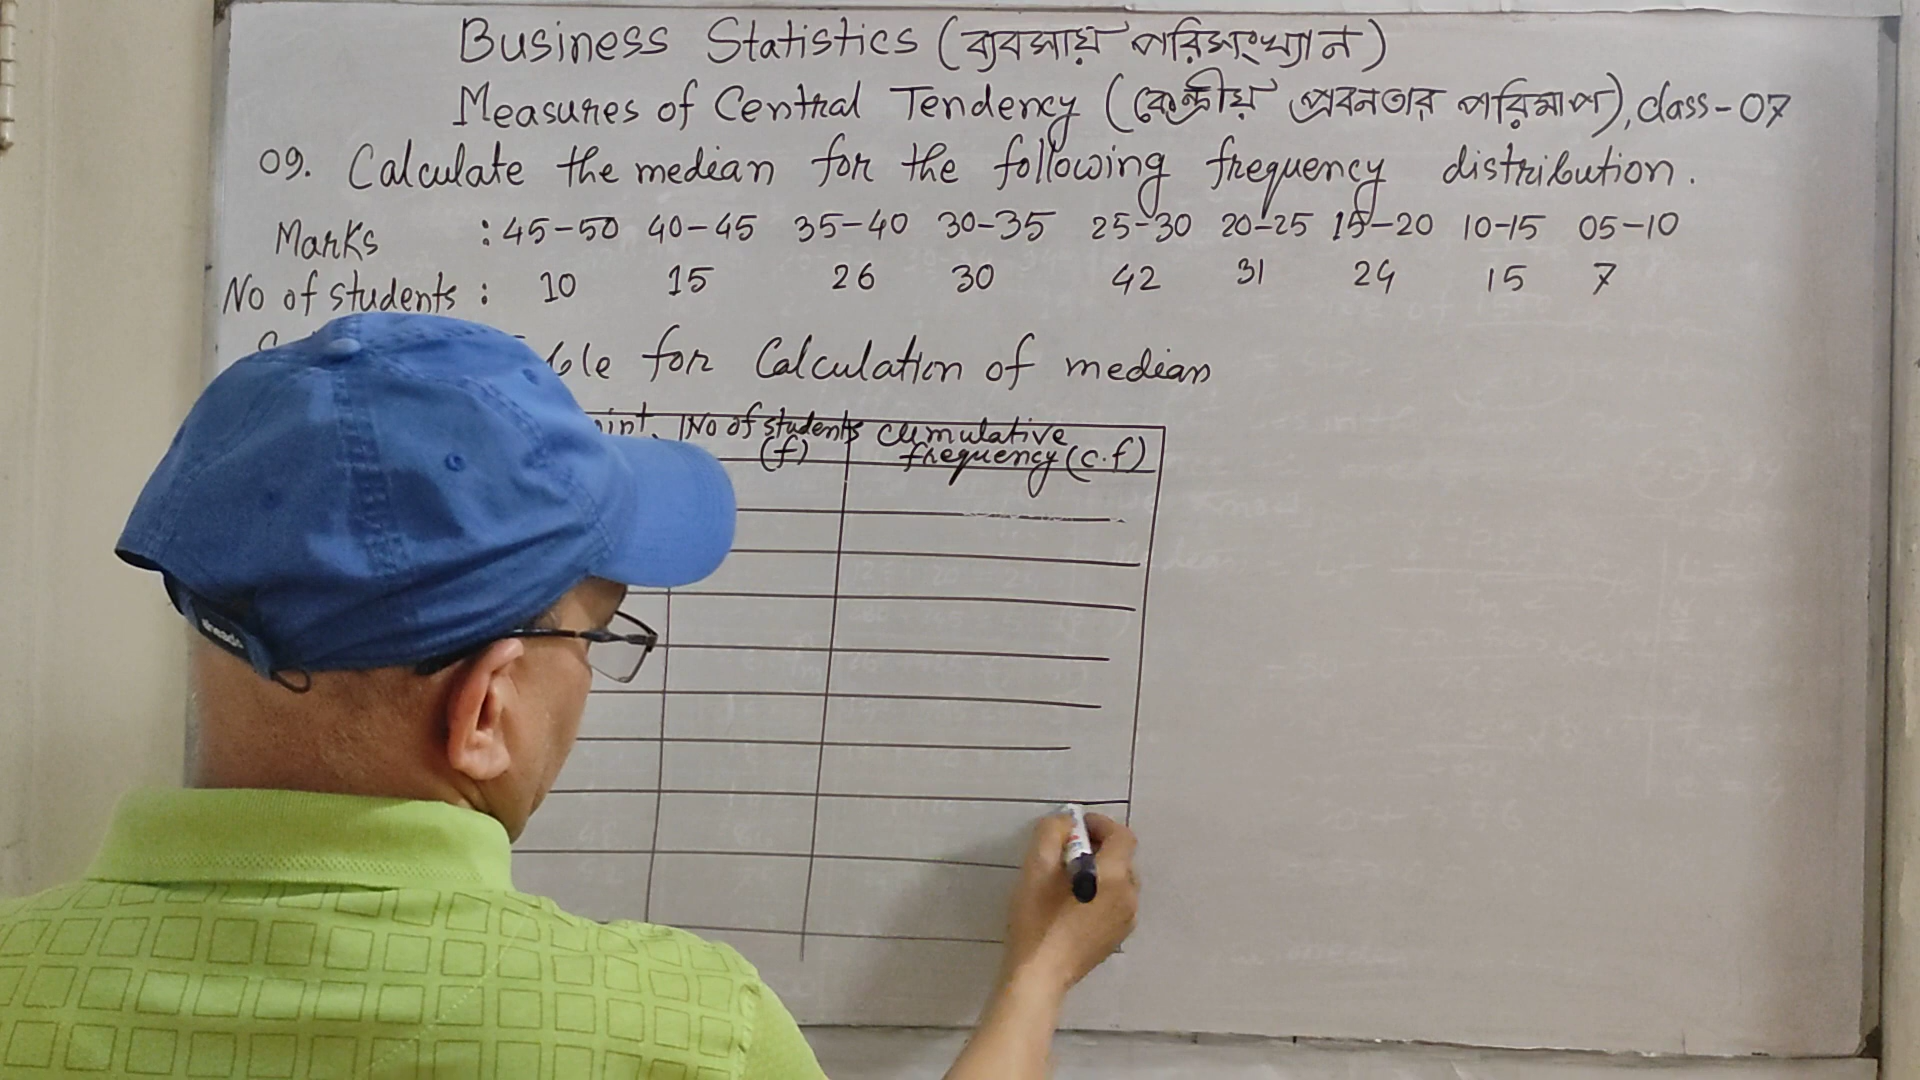 Business Statistics (ব্যবসায় পরিসংখ্যান)
Measures of Central Tendency (কেন্দ্রীয় প্রবনতার পরিমাপ), class-07
09. Calculate the median for the following frequency distribution.
Marks : 45-50 40-45 35-40 30-35 25-30 20-25 15-20 10-15 05-10
No of students : 10 15 26 30 42 31 24 15 7
for Calculation of median
No of students cumulative
(f) frequency (c.f)